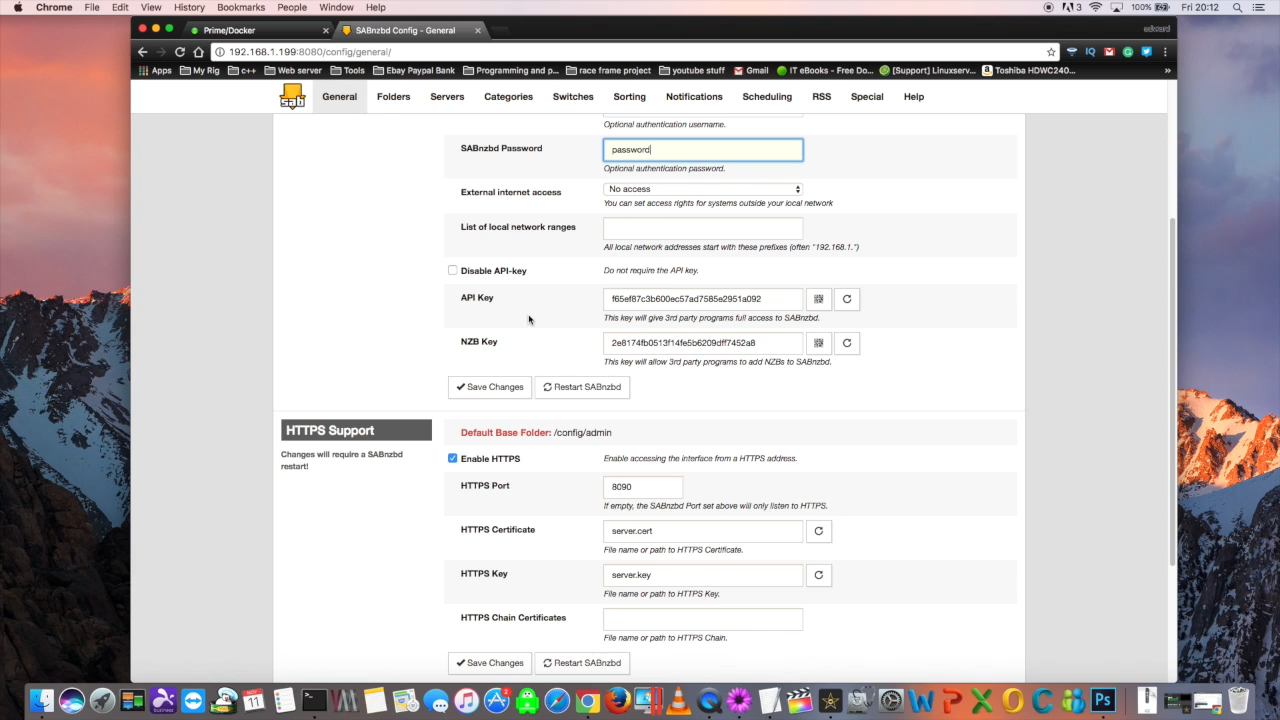 Chrome File Edit View History Bookmarks People Window Help 3 100% Fri 20:12
Prime/Docker SABnzbd Config - General edward
192.168.1.199:8080/config/general/
Apps My Rig c++ Web server Tools Ebay Paypal Bank Programming and p... race frame project youtube stuff Gmail IT eBooks - Free Do... [Support] Linuxserv... Toshiba HDWC240... »
General Folders Servers Categories Switches Sorting Notifications Scheduling RSS Special Help
Optional authentication username.
SABnzbd Password password
Optional authentication password.
External internet access No access
You can set access rights for systems outside your local network
List of local network ranges
All local network addresses start with these prefixes (often "192.168.1.")
Disable API-key Do not require the API key.
API Key f65ef87c3b600ec57ad7585e2951a092
This key will give 3rd party programs full access to SABnzbd.
NZB Key 2e8174fb0513f14fe5b6209dff7452a8
This key will allow 3rd party programs to add NZBs to SABnzbd.
Save Changes Restart SABnzbd
HTTPS Support Default Base Folder: /config/admin
Changes will require a SABnzbd
restart!
Enable HTTPS Enable accessing the interface from a HTTPS address.
HTTPS Port 8090
If empty, the SABnzbd Port set above will only listen to HTTPS.
HTTPS Certificate server.cert
File name or path to HTTPS Certificate.
HTTPS Key server.key
File name or path to HTTPS Key.
HTTPS Chain Certificates
File name or path to HTTPS Chain.
Save Changes Restart SABnzbd